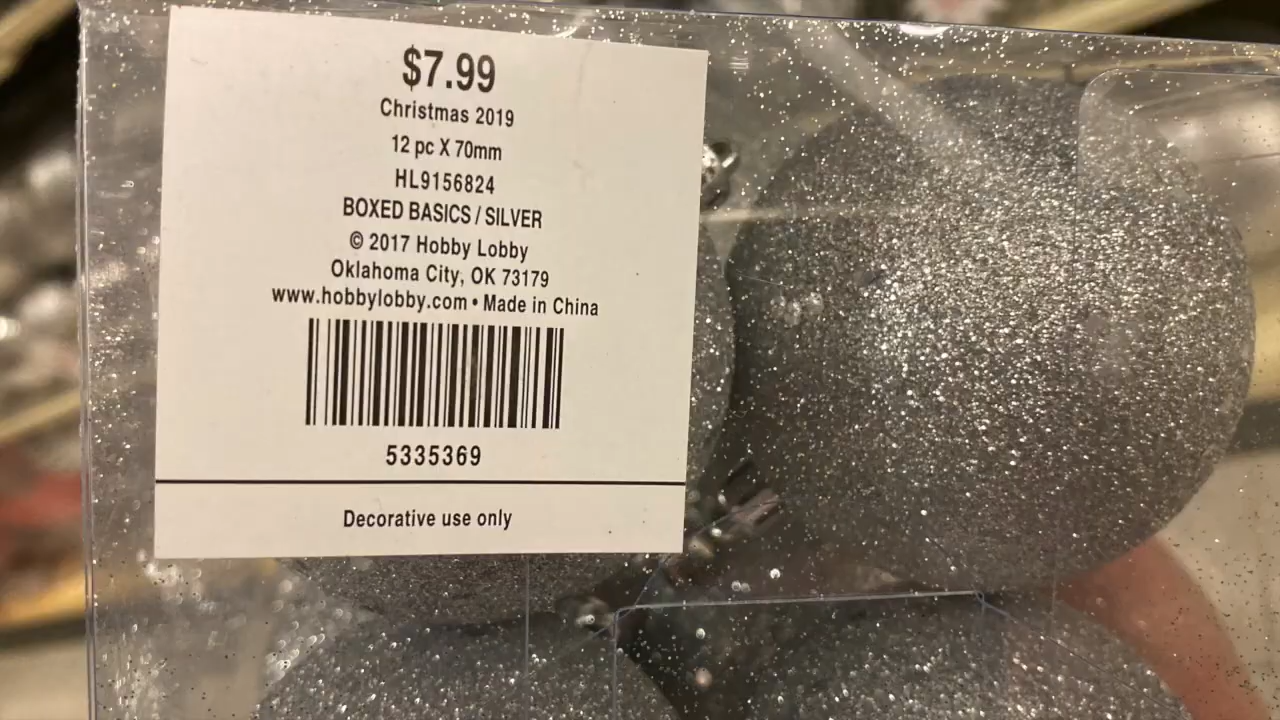 $7.99
Christmas 2019
12 pc X 70mm
HL9156824
BOXED BASICS / SILVER
© 2017 Hobby Lobby
Oklahoma City, OK 73179
www.hobbylobby.com • Made in China
5335369
Decorative use only